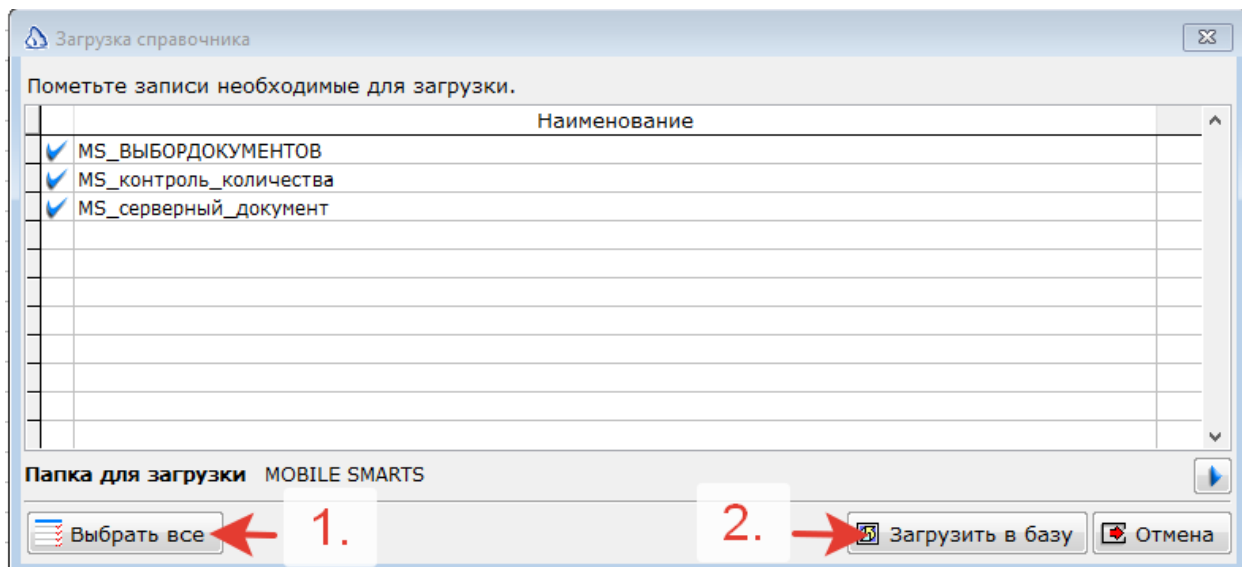 Загрузка справочника
Пометьте записи необходимые для загрузки.
Наименование
MS_ВЫБОРДОКУМЕНТОВ
MS_контроль_количества
MS_серверный_документ
Папка для загрузки MOBILE SMARTS
Выбрать все 1. 2. Загрузить в базу Отмена